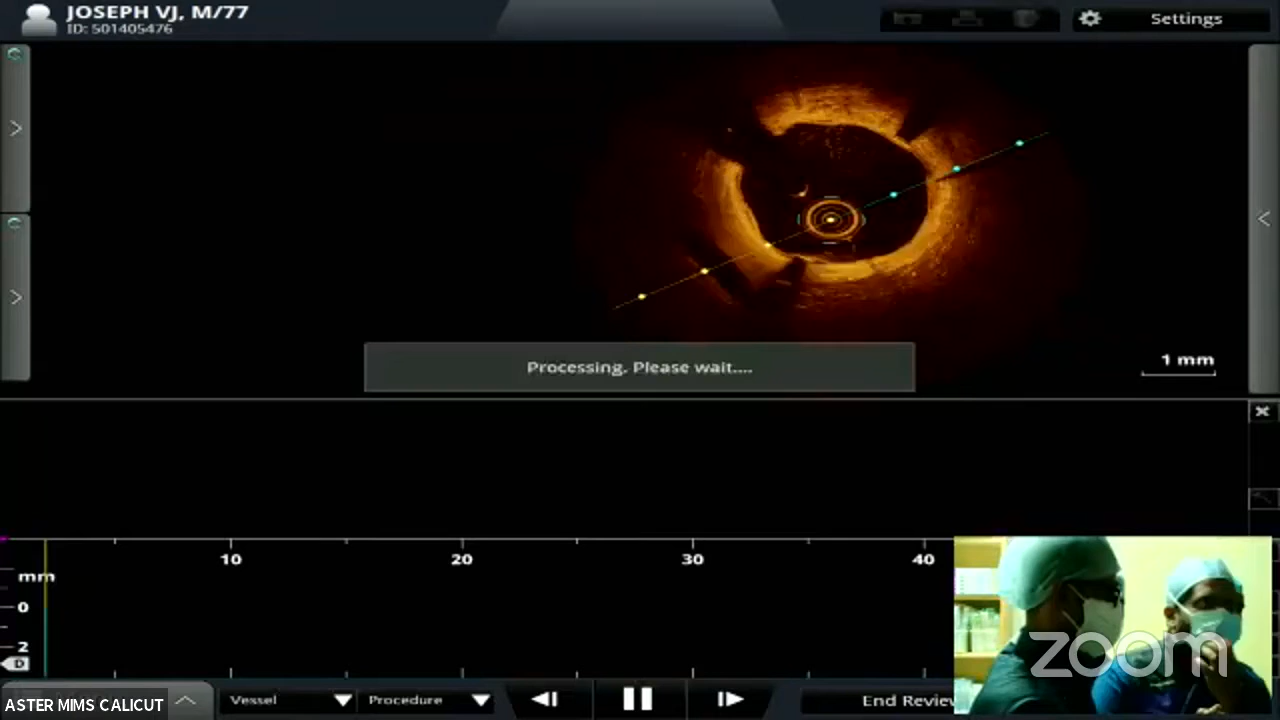 JOSEPH VJ, M/77
ID: 501405476
Settings
Processing. Please wait....
1 mm
10
20
30
40
mm
0
2
D
ASTER MIMS CALICUT
Vessel
Procedure
End Review
zoom